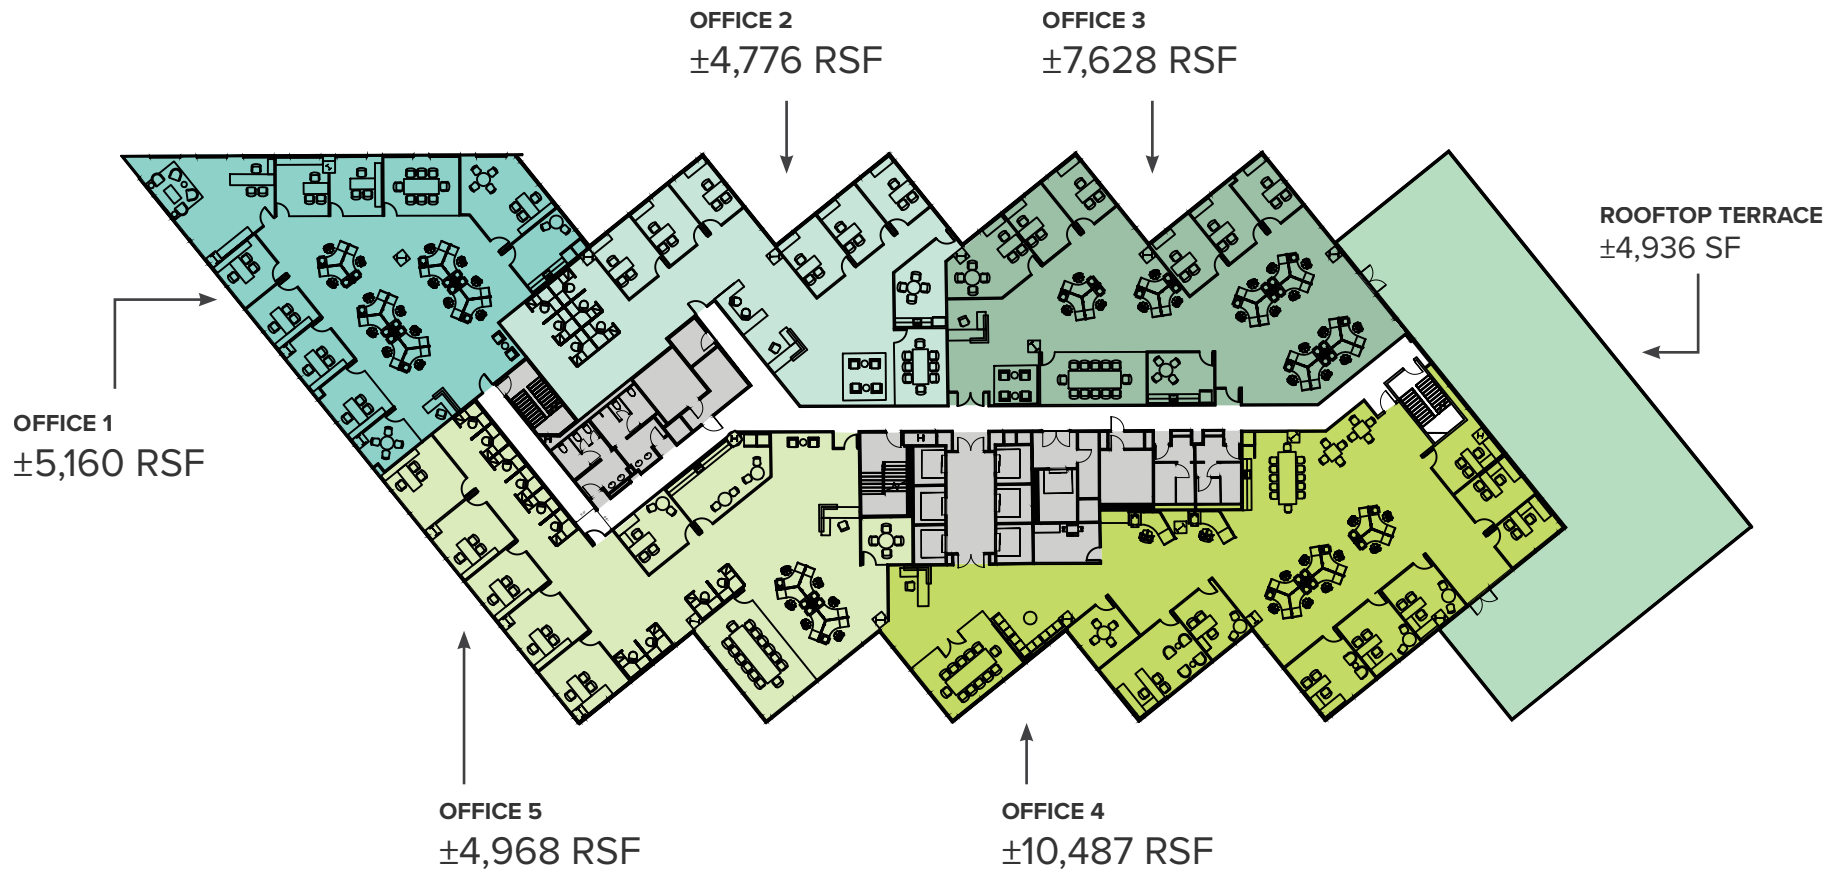 OFFICE 2
±4,776 RSF
OFFICE 3
±7,628 RSF
ROOFTOP TERRACE
±4,936 SF
OFFICE 1
±5,160 RSF
OFFICE 5
±4,968 RSF
OFFICE 4
±10,487 RSF